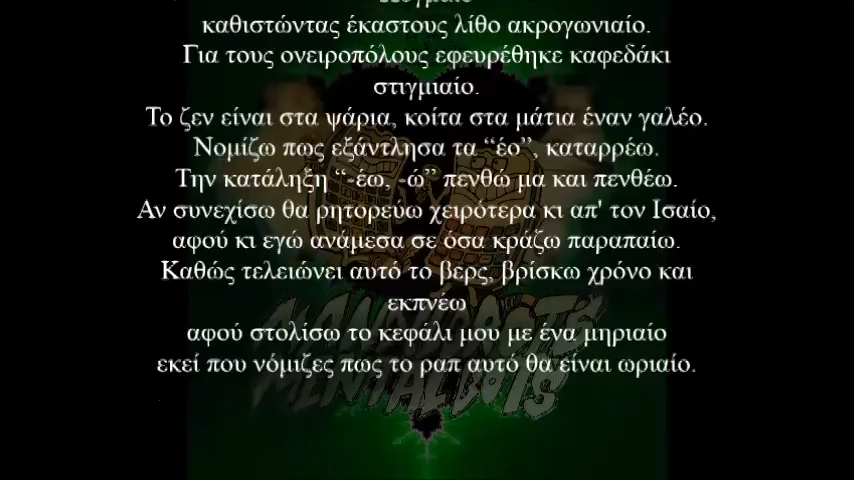 καθιστώντας έκαστους λίθο ακρογωνιαίο.
Για τους ονειροπόλους εφευρέθηκε καφεδάκι
στιγμιαίο.
Το ζεν είναι στα ψάρια, κοίτα στα μάτια έναν γαλέο.
Νομίζω πως εξάντλησα τα “έο”, καταρρέω.
Την κατάληξη “-έω, -ώ” πενθώ μα και πενθέω.
Αν συνεχίσω θα ρητορεύω χειρότερα κι απ' τον Ισαίο,
αφού κι εγώ ανάμεσα σε όσα κράζω παραπαίω.
Καθώς τελειώνει αυτό το βερς, βρίσκω χρόνο και
εκπνέω
αφού στολίσω το κεφάλι μου με ένα μηριαίο
εκεί που νόμιζες πως το ραπ αυτό θα είναι ωριαίο.